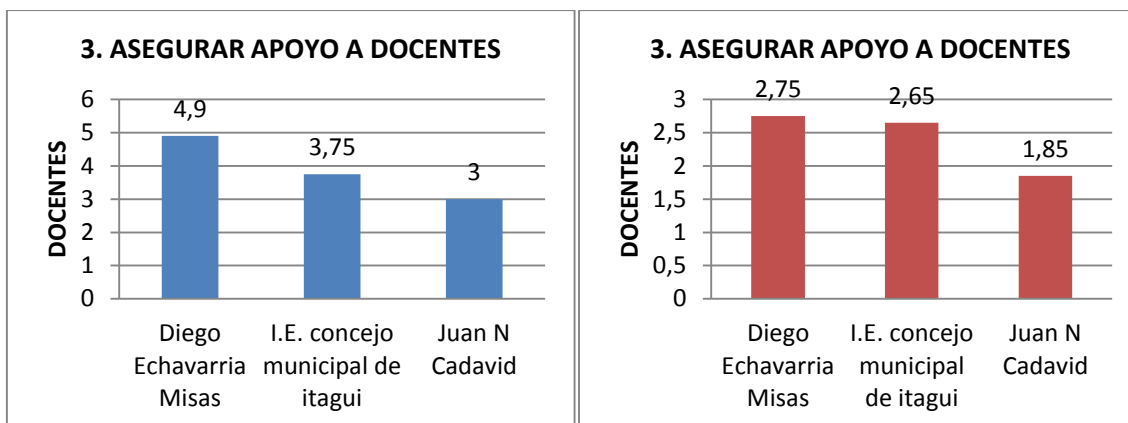 3. ASEGURAR APOYO A DOCENTES
DOCENTES
6
5
4
3
2
1
0
4,9
3,75
3
Diego
Echavarria
Misas
I.E. concejo
municipal de
itagui
Juan N
Cadavid
3. ASEGURAR APOYO A DOCENTES
DOCENTES
3
2,5
2
1,5
1
0,5
0
2,75
2,65
1,85
Diego
Echavarria
Misas
I.E. concejo
municipal
de itagui
Juan N
Cadavid